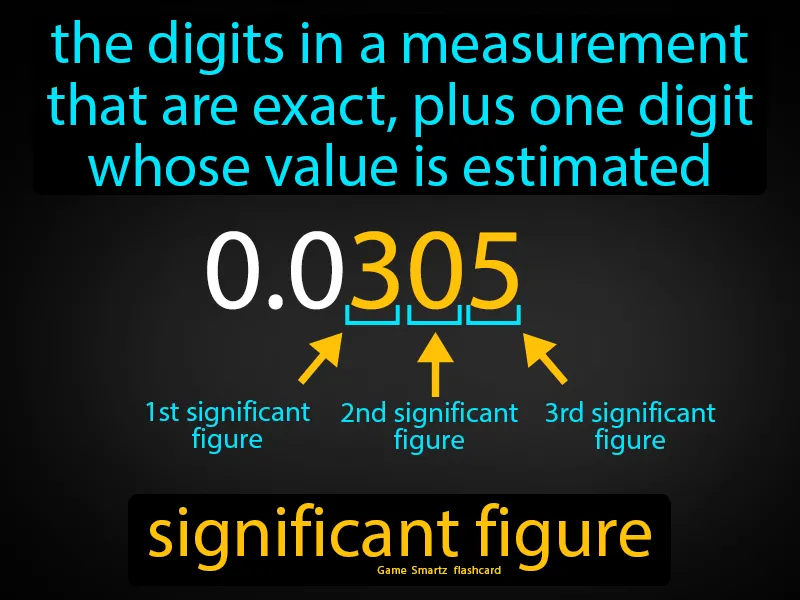 the digits in a measurement
that are exact, plus one digit
whose value is estimated
0.0305
1st significant
figure
2nd significant
figure
3rd significant
figure
significant figure
Game Smartz flashcard